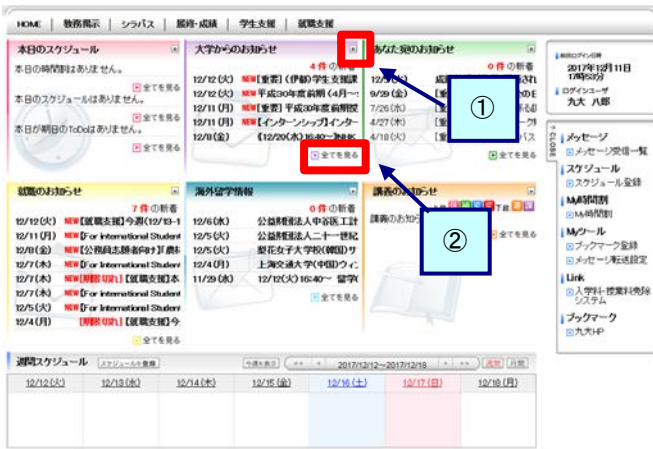 HOME 教務掲示 シラバス 履修・成績 学生支援 就職支援
本日のスケジュール
本日の時間割はありません。
全てを見る
本日のスケジュールはありません。
全てを見る
本日が期日のToDoはありません。
全てを見る
大学からのお知らせ
4 件 の新着
12/12(火) NEW【重要】《伊都》学生支援課
12/12(火) NEW 平成30年度前期(4月~
12/11(月) NEW【重要】平成30年度前期授
12/11(月) NEW【インターンシップ】インター
12/8(金) 《12/20(水)16:40~》NHK
全てを見る
①
②
あなた宛のお知らせ
0 件 の新着
9/29(金)
7/26(水)
4/27(木)
4/18(火)
全てを見る
就職のお知らせ
7 件 の新着
12/12(火) NEW【就職支援】今週(12/13-1
12/11(月) NEW【For international Student
12/8(金) NEW【公務員志願者向け】「農林
12/7(木) NEW【For International Student
12/7(木) NEW【期限切れ】【就職支援】本
12/7(木) NEW【For International Student
12/5(火) NEW【For International Student
12/4(月) 【期限切れ】【就職支援】今
全てを見る
海外留学情報
0 件 の新着
12/6(水) 公益財団法人中谷医工計
12/5(火) 公益財団法人二十一世紀
12/5(火) 梨花女子大学校(韓国)サ
12/4(月) 上海交通大学(中国)ウィン
11/29(水) 12/12(火)16:40~ 留学
全てを見る
講義のお知らせ
講義のお知ら
全てを見る
前回ログイン日時
2017年12月11日
17時53分
ログインユーザ
九大 八郎
CLOSE
メッセージ
メッセージ受信一覧
スケジュール
スケジュール登録
My時間割
My時間割
Myツール
ブックマーク登録
メッセージ転送設定
Link
入学料・授業料免除
システム
ブックマーク
九大HP
週間スケジュール スケジュールを登録 今週を表示 2017/12/12~2017/12/18 週間 月間
12/12(火) 12/13(水) 12/14(木) 12/15(金) 12/16(土) 12/17(日) 12/18(月)